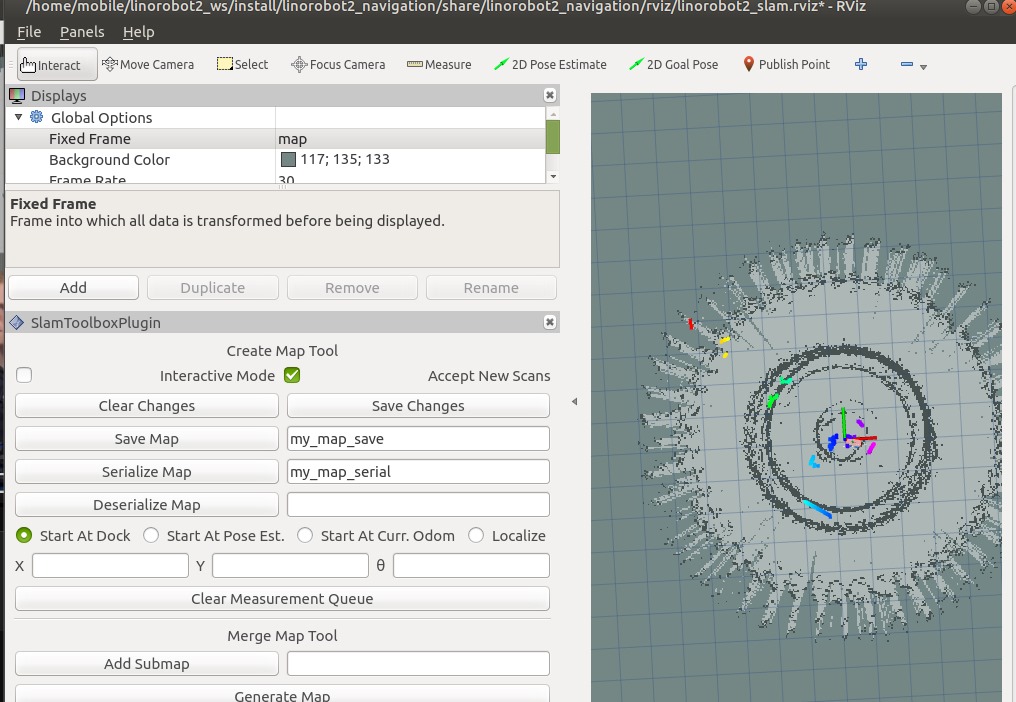 /home/mobile/linorobot2_ws/install/linorobot2_navigation/share/linorobot2_navigation/rviz/linorobot2_slam.rviz* - RViz
File Panels Help
Interact Move Camera Select Focus Camera Measure 2D Pose Estimate 2D Goal Pose Publish Point
Displays
Global Options
Fixed Frame map
Background Color 117; 135; 133
Frame Rate 30
Fixed Frame
Frame into which all data is transformed before being displayed.
Add Duplicate Remove Rename
SlamToolboxPlugin
Create Map Tool
Interactive Mode Accept New Scans
Clear Changes Save Changes
Save Map my_map_save
Serialize Map my_map_serial
Deserialize Map
Start At Dock Start At Pose Est. Start At Curr. Odom Localize
X Y θ
Clear Measurement Queue
Merge Map Tool
Add Submap
Generate Map